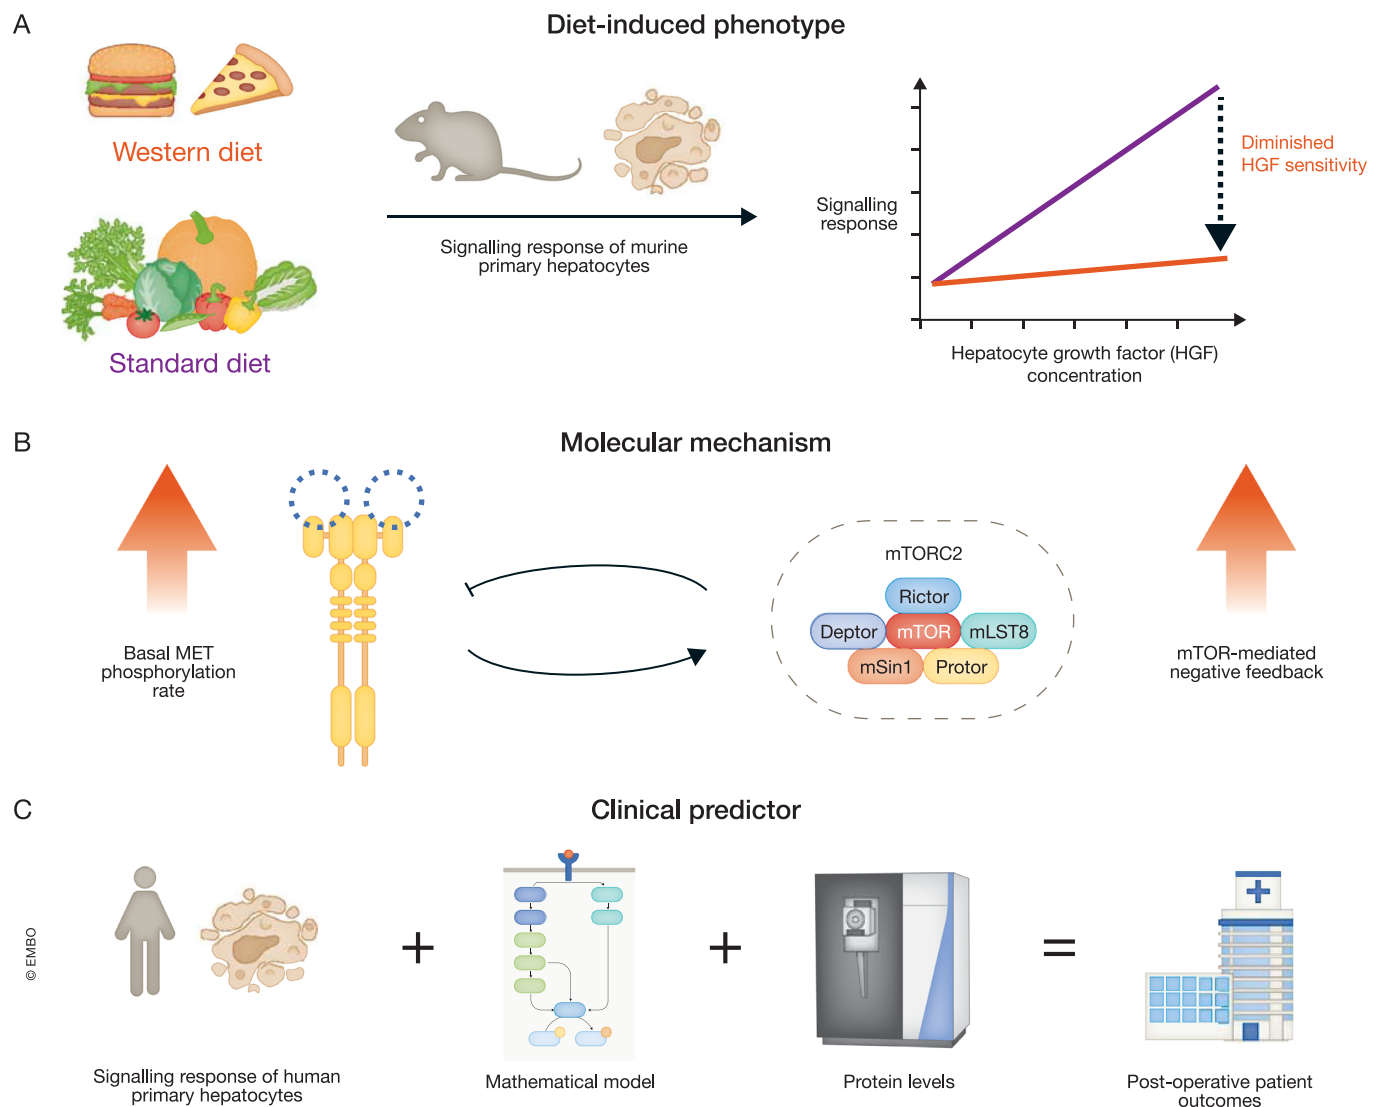 A
Diet-induced phenotype
Western diet
Standard diet
Signalling response of murine
primary hepatocytes
Signalling
response
Diminished
HGF sensitivity
Hepatocyte growth factor (HGF)
concentration
B
Molecular mechanism
Basal MET
phosphorylation
rate
mTORC2
Rictor
Deptor
mTOR
mLST8
mSin1
Protor
mTOR-mediated
negative feedback
C
Clinical predictor
© EMBO
+
+
=
Signalling response of human
primary hepatocytes
Mathematical model
Protein levels
Post-operative patient
outcomes